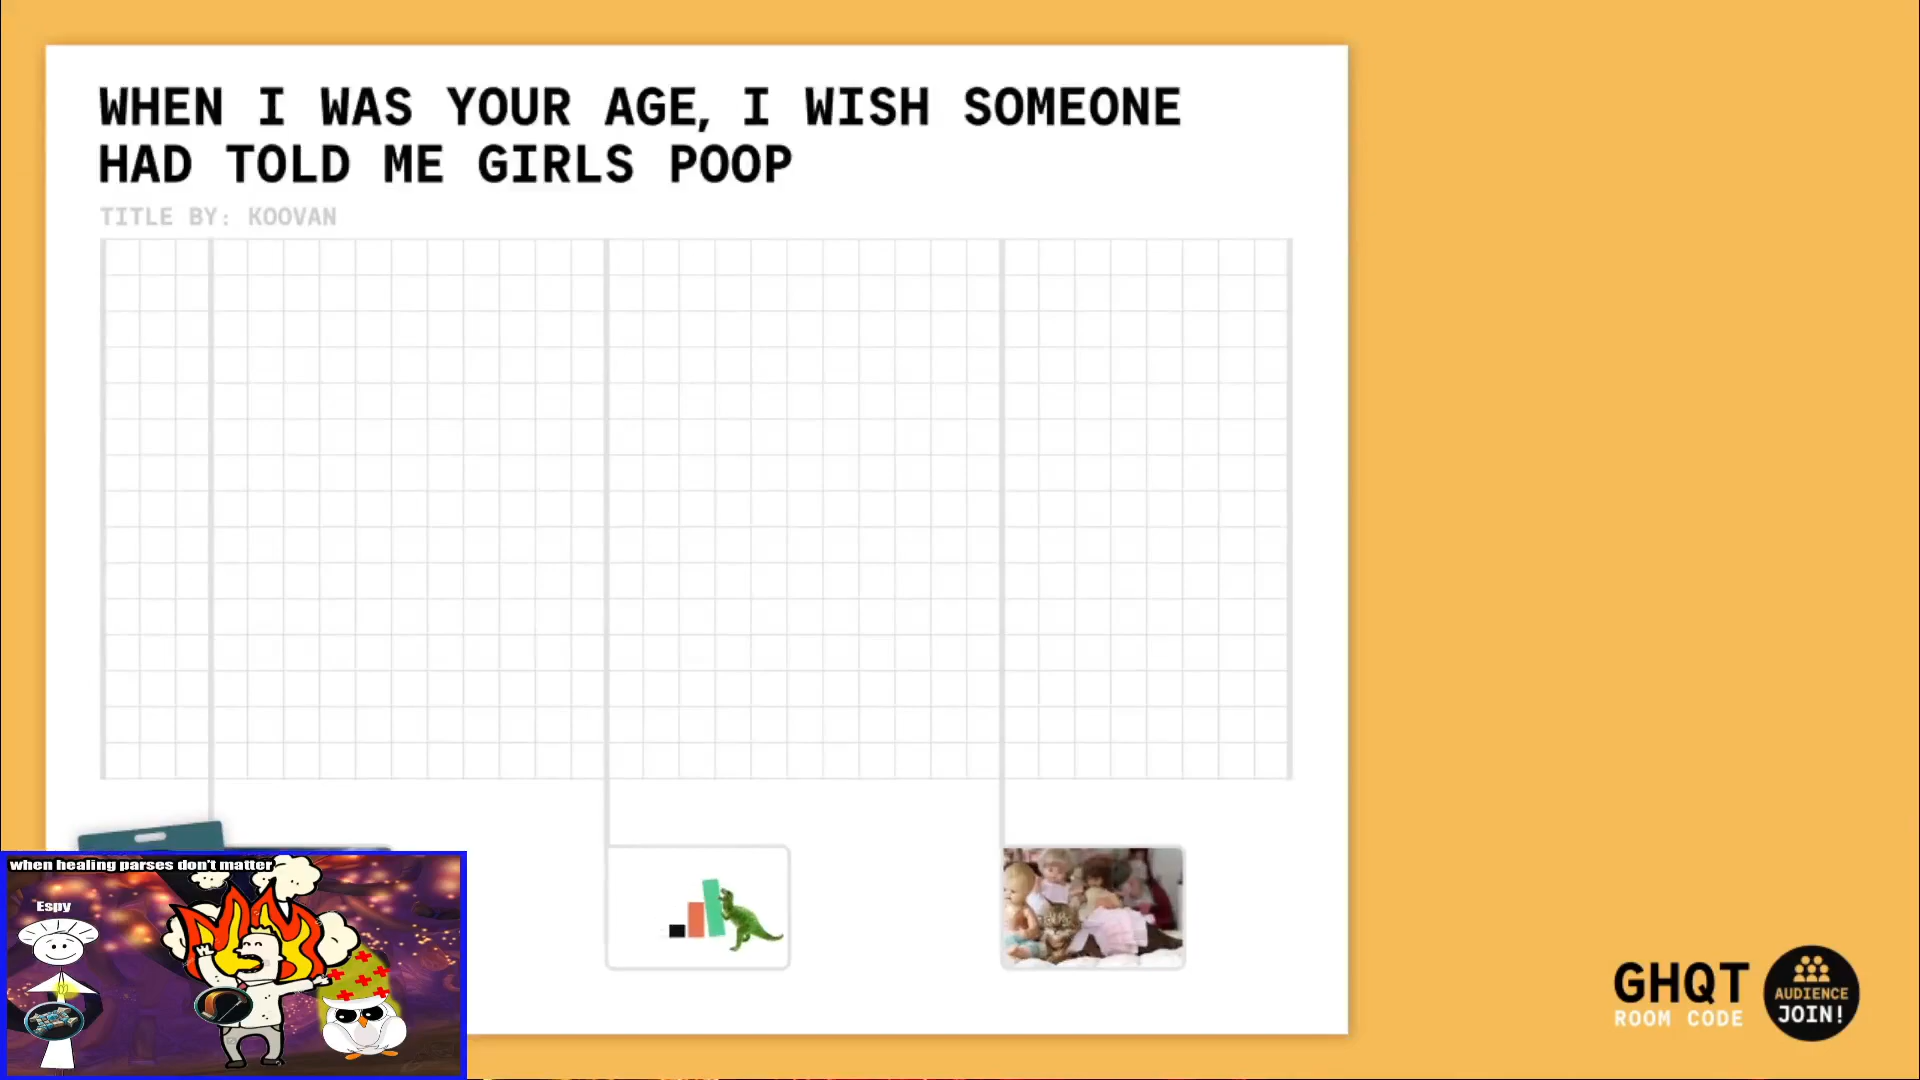 WHEN I WAS YOUR AGE, I WISH SOMEONE
HAD TOLD ME GIRLS POOP
TITLE BY: KOOVAN
when healing parses don't matter
Espy
GHQT
ROOM CODE
AUDIENCE
JOIN!